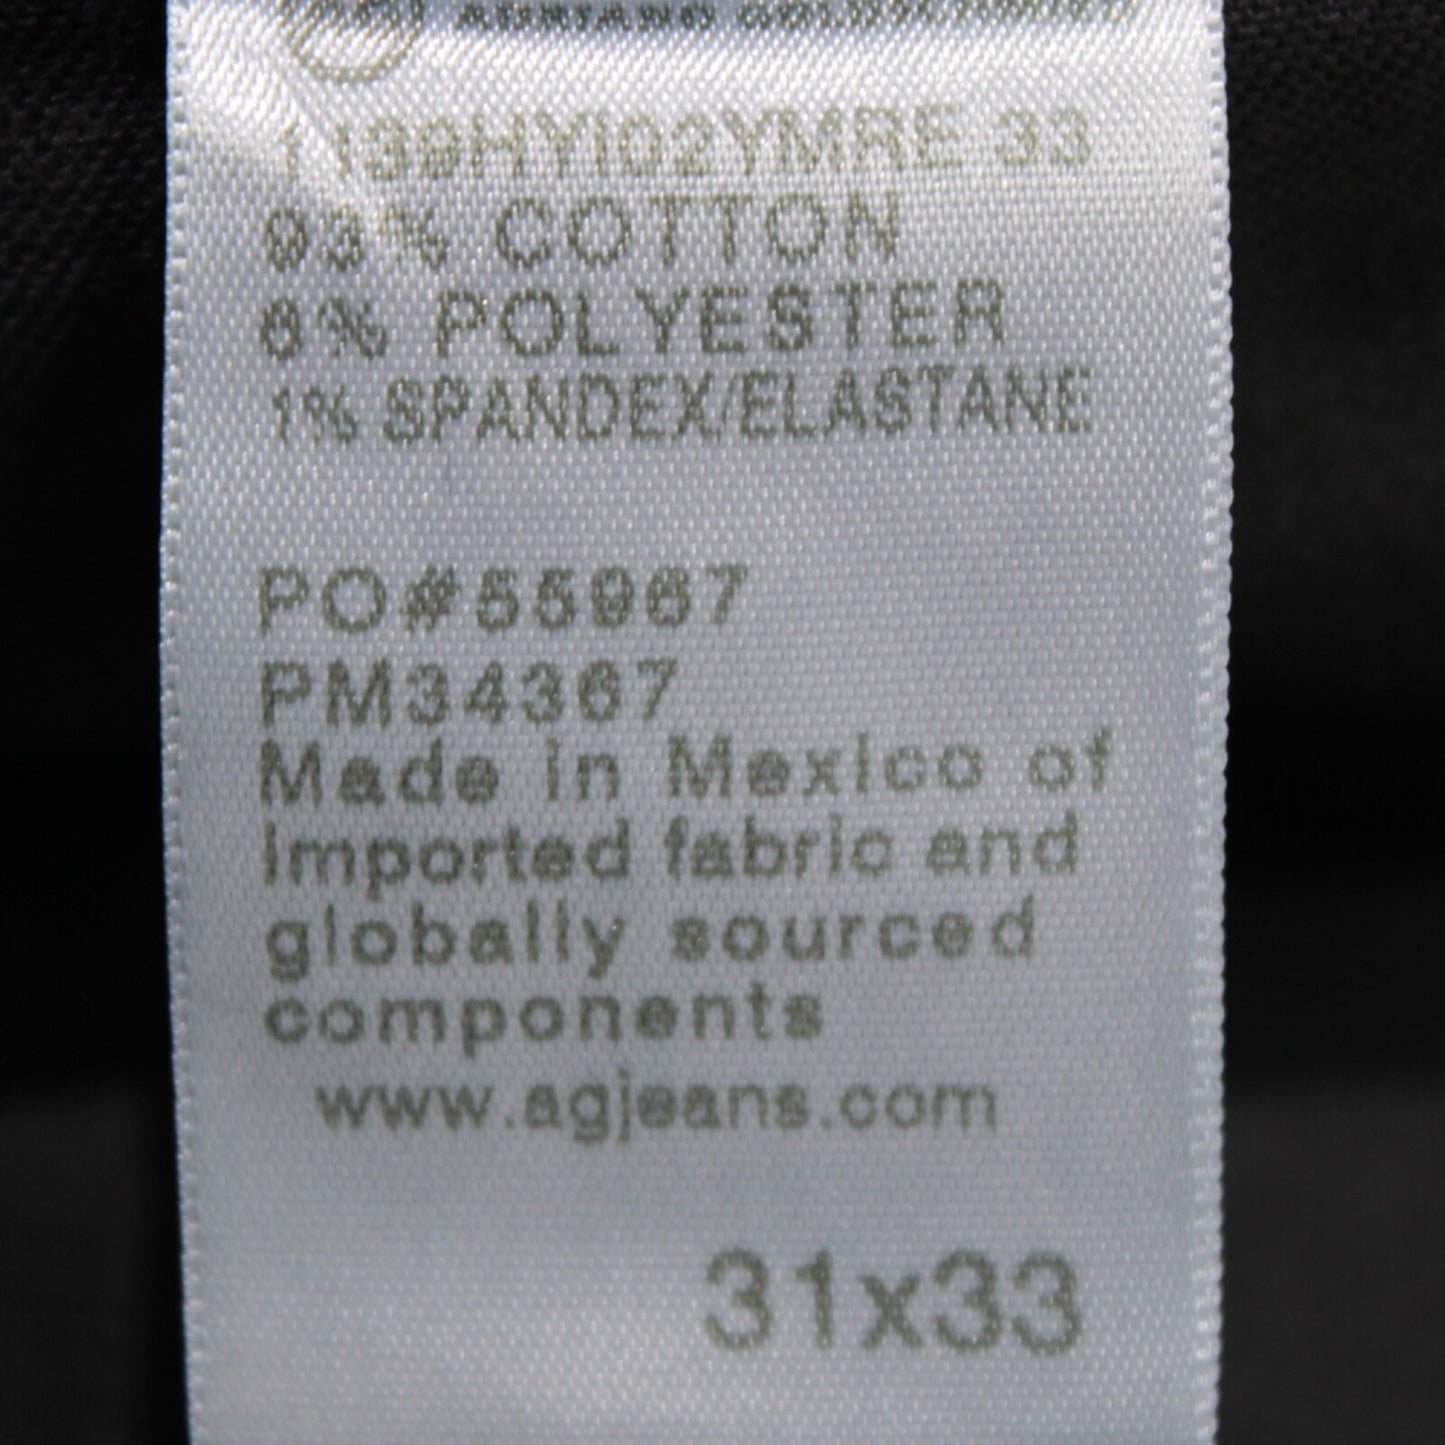 1139HYI02YMRE 33
93% COTTON
6% POLYESTER
1% SPANDEX/ELASTANE
PO#55967
PM34367
Made in Mexico of
imported fabric and
globally sourced
components
www.agjeans.com
31x33